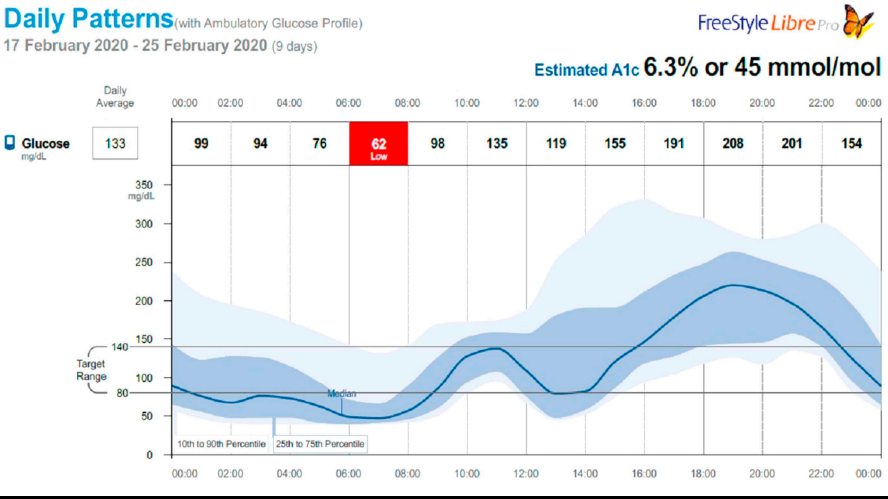 Daily Patterns (with Ambulatory Glucose Profile)
FreeStyle Libre Pro
17 February 2020 - 25 February 2020 (9 days)
Estimated A1c 6.3% or 45 mmol/mol
Daily
Average
00:00 02:00 04:00 06:00 08:00 10:00 12:00 14:00 16:00 18:00 20:00 22:00 00:00
Glucose 133 99 94 76 62 98 135 119 155 191 208 201 154
mg/dL Low
350
mg/dL
300
250
200
150
140
Target
Range
100
80
Median
50
10th to 90th Percentile 25th to 75th Percentile
0
00:00 02:00 04:00 06:00 08:00 10:00 12:00 14:00 16:00 18:00 20:00 22:00 00:00